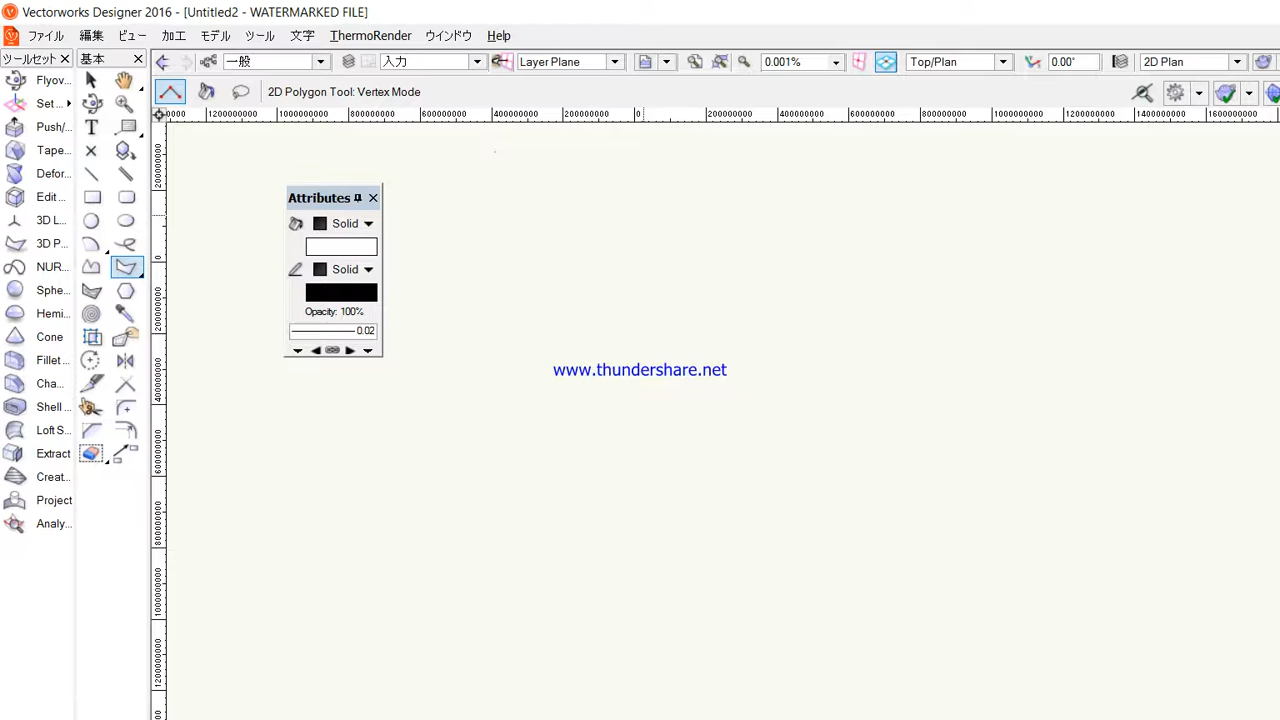 Vectorworks Designer 2016 - [Untitled2 - WATERMARKED FILE]
ファイル 編集 ビュー 加工 モデル ツール 文字 ThermoRender ウインドウ Help
ツールセット 基本
一般 入力 Layer Plane 0.001% Top/Plan 0.00° 2D Plan
2D Polygon Tool: Vertex Mode
1200000000 1000000000 800000000 600000000 400000000 200000000 0 200000000 400000000 600000000 800000000 1000000000 1200000000 1400000000 1600000000
Flyov...
Set...
Push/
Tape...
Defor...
Edit...
3D L...
3D P...
NUR...
Sphe...
Hemi...
Cone
Fillet...
Cha...
Shell...
Loft S...
Extract
Creat...
Project
Analy...
Attributes
Solid
Solid
Opacity: 100%
0.02
www.thundershare.net